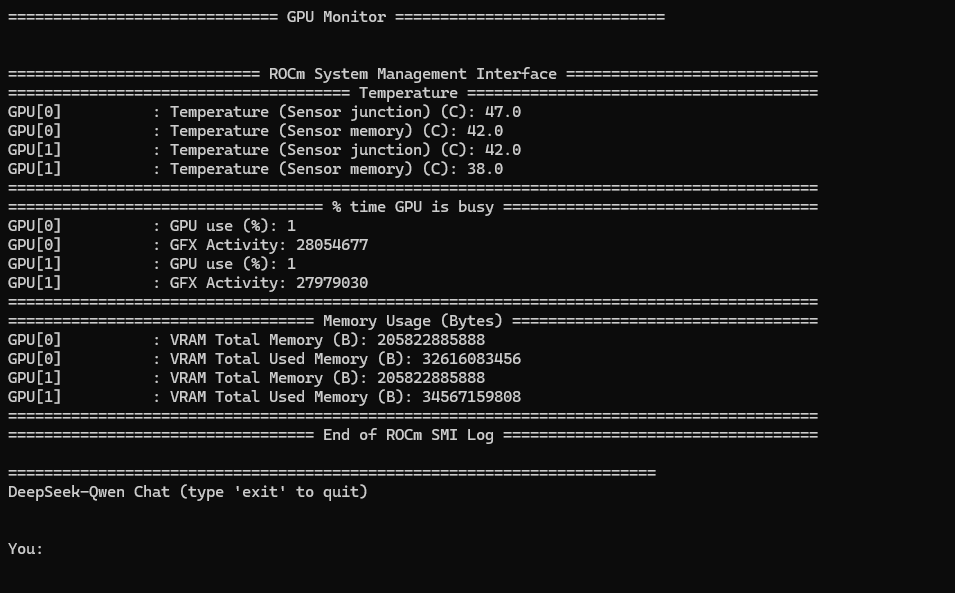 ============================== GPU Monitor ==============================
============================ ROCm System Management Interface ============================
====================================== Temperature =======================================
GPU[0]          : Temperature (Sensor junction) (C): 47.0
GPU[0]          : Temperature (Sensor memory) (C): 42.0
GPU[1]          : Temperature (Sensor junction) (C): 42.0
GPU[1]          : Temperature (Sensor memory) (C): 38.0
==========================================================================================
=================================== % time GPU is busy ===================================
GPU[0]          : GPU use (%): 1
GPU[0]          : GFX Activity: 28054677
GPU[1]          : GPU use (%): 1
GPU[1]          : GFX Activity: 27979030
==========================================================================================
================================== Memory Usage (Bytes) ==================================
GPU[0]          : VRAM Total Memory (B): 205822885888
GPU[0]          : VRAM Total Used Memory (B): 32616083456
GPU[1]          : VRAM Total Memory (B): 205822885888
GPU[1]          : VRAM Total Used Memory (B): 34567159808
==========================================================================================
================================== End of ROCm SMI Log ===================================
========================================================================
DeepSeek-Qwen Chat (type 'exit' to quit)
You: